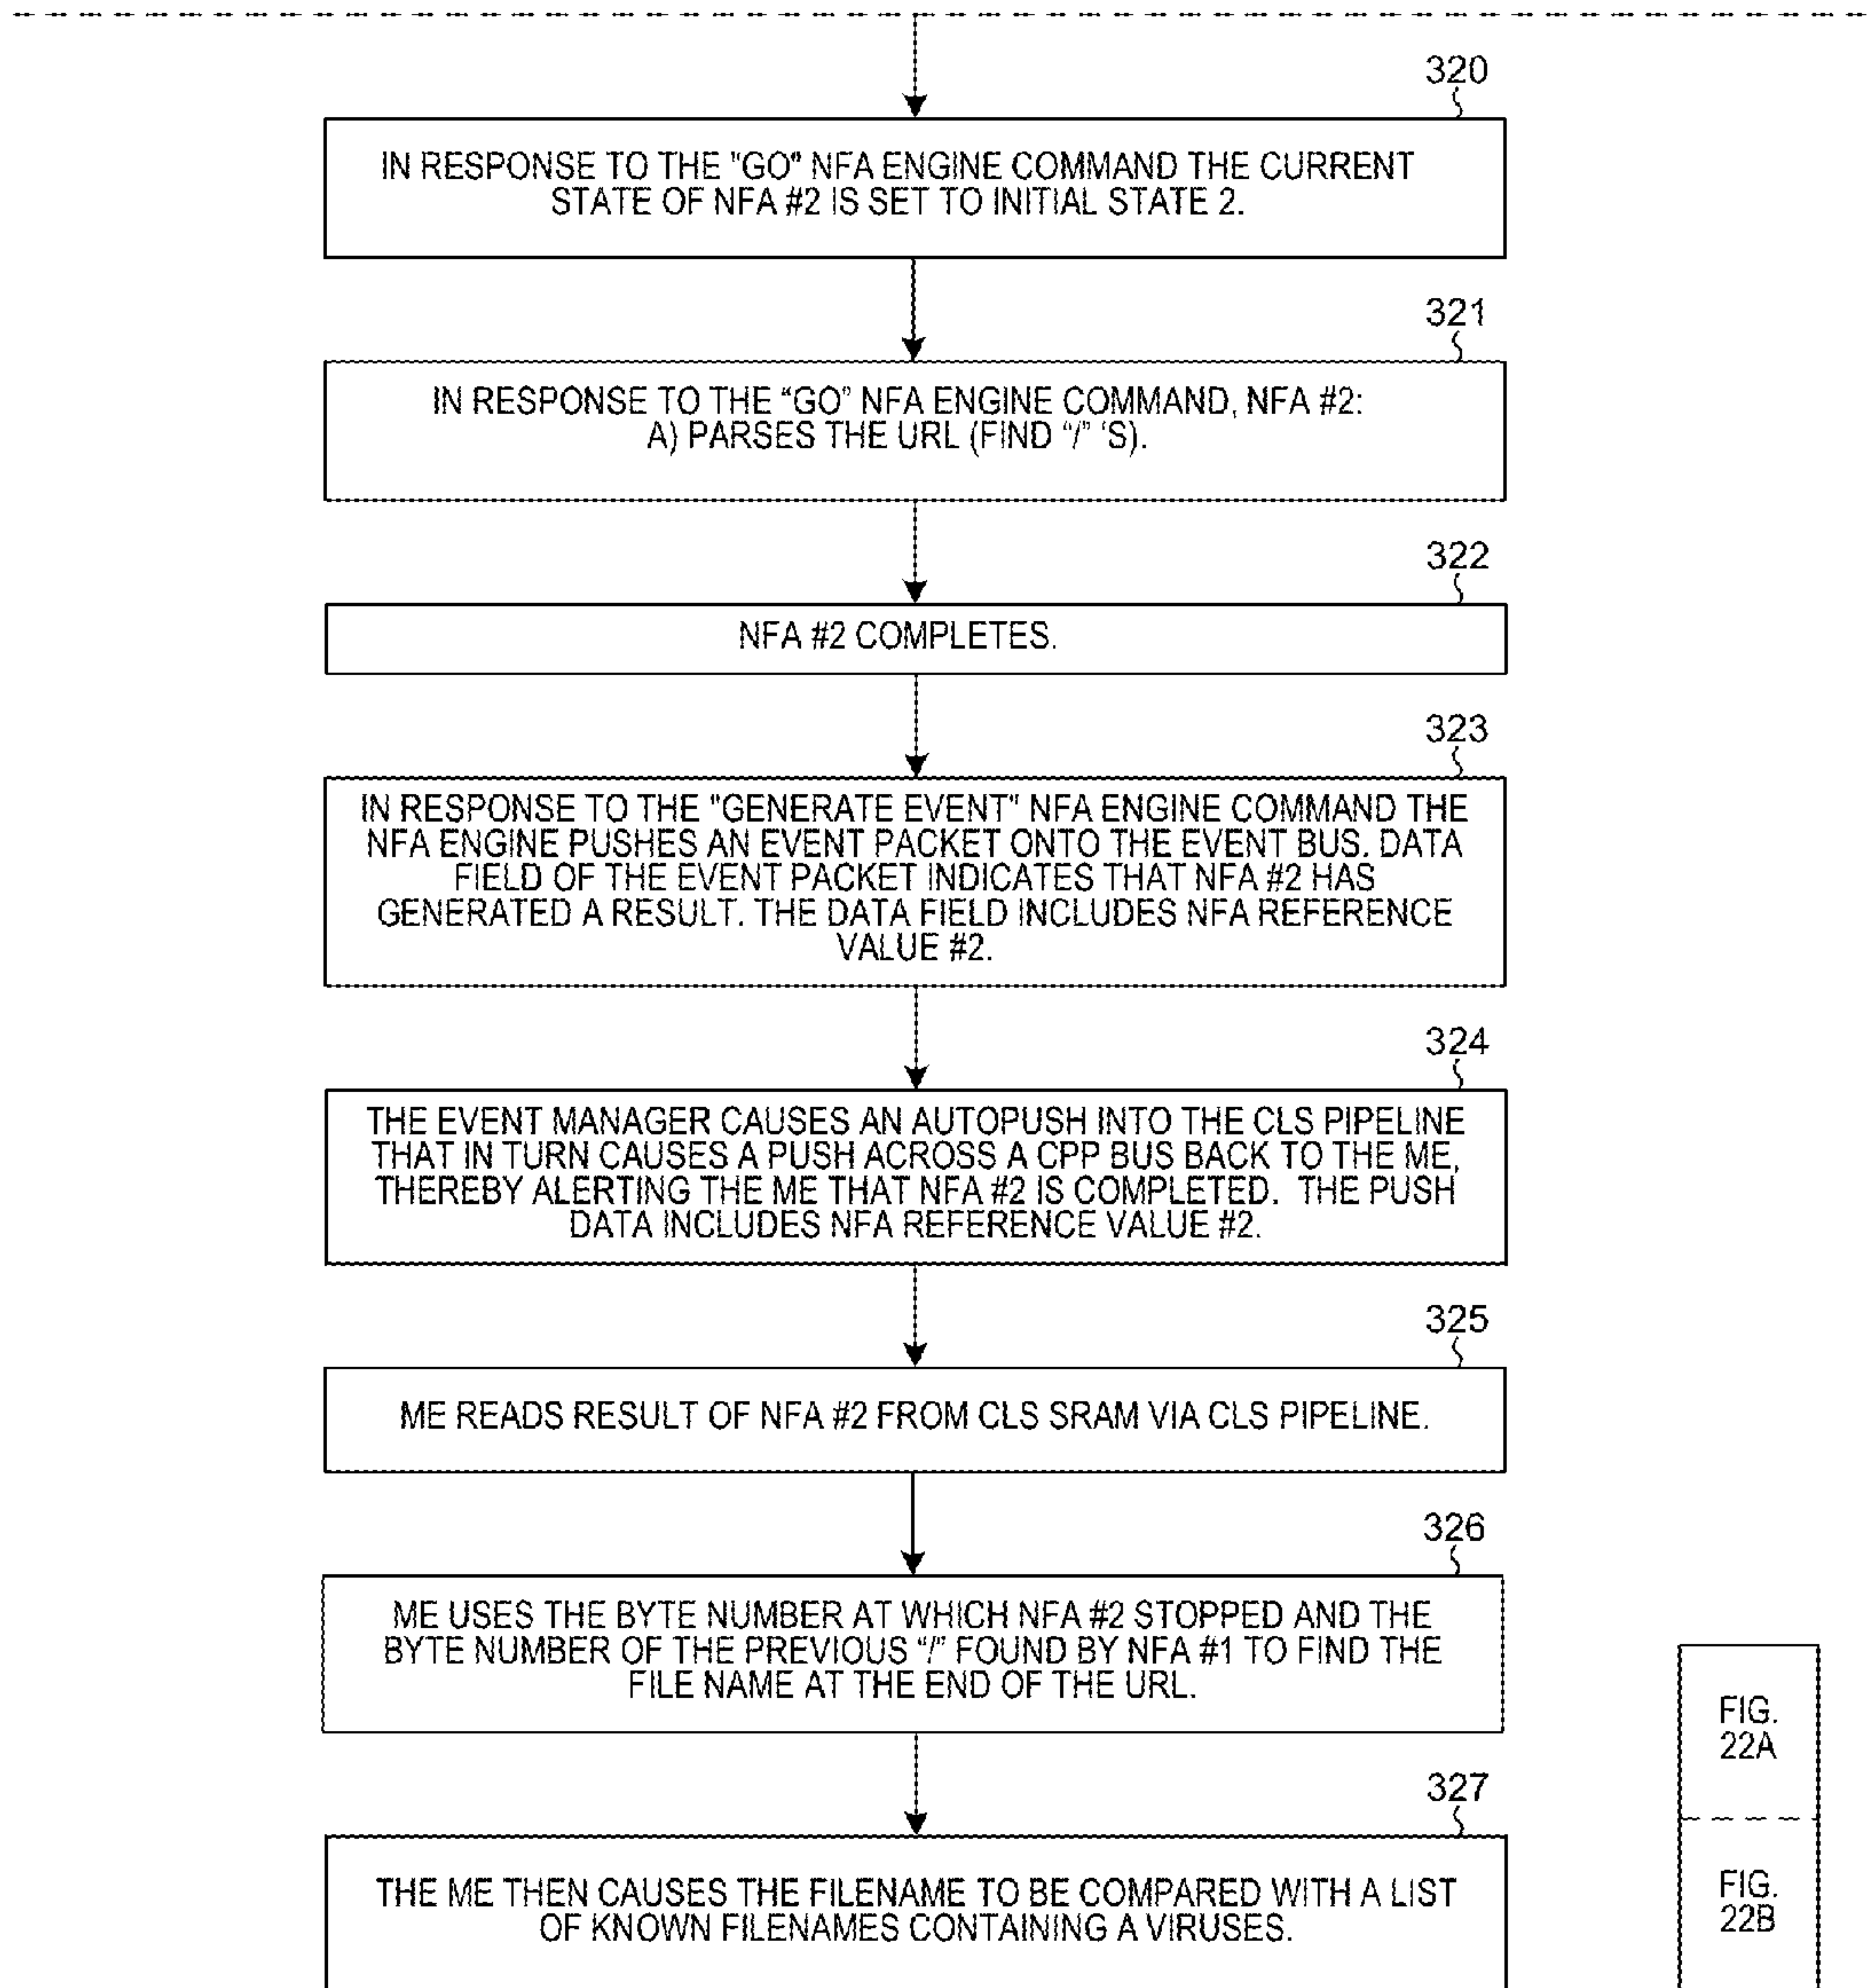 320
IN RESPONSE TO THE "GO" NFA ENGINE COMMAND THE CURRENT
STATE OF NFA #2 IS SET TO INITIAL STATE 2.
321
IN RESPONSE TO THE “GO” NFA ENGINE COMMAND, NFA #2:
A) PARSES THE URL (FIND “/” ‘S).
322
NFA #2 COMPLETES.
323
IN RESPONSE TO THE "GENERATE EVENT" NFA ENGINE COMMAND THE
NFA ENGINE PUSHES AN EVENT PACKET ONTO THE EVENT BUS. DATA
FIELD OF THE EVENT PACKET INDICATES THAT NFA #2 HAS
GENERATED A RESULT. THE DATA FIELD INCLUDES NFA REFERENCE
VALUE #2.
324
THE EVENT MANAGER CAUSES AN AUTOPUSH INTO THE CLS PIPELINE
THAT IN TURN CAUSES A PUSH ACROSS A CPP BUS BACK TO THE ME,
THEREBY ALERTING THE ME THAT NFA #2 IS COMPLETED. THE PUSH
DATA INCLUDES NFA REFERENCE VALUE #2.
325
ME READS RESULT OF NFA #2 FROM CLS SRAM VIA CLS PIPELINE.
326
ME USES THE BYTE NUMBER AT WHICH NFA #2 STOPPED AND THE
BYTE NUMBER OF THE PREVIOUS “/” FOUND BY NFA #1 TO FIND THE
FILE NAME AT THE END OF THE URL.
327
THE ME THEN CAUSES THE FILENAME TO BE COMPARED WITH A LIST
OF KNOWN FILENAMES CONTAINING A VIRUSES.
FIG.
22A
FIG.
22B